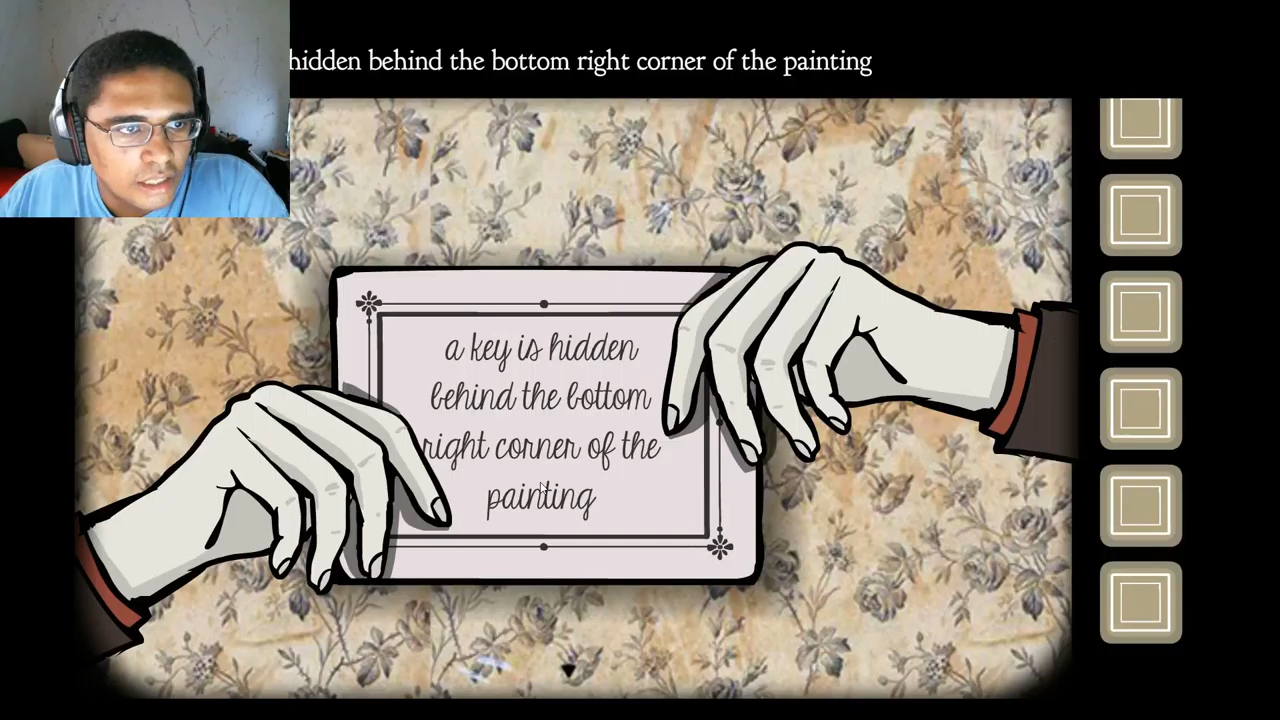 hidden behind the bottom right corner of the painting
a key is hidden
behind the bottom
right corner of the
painting